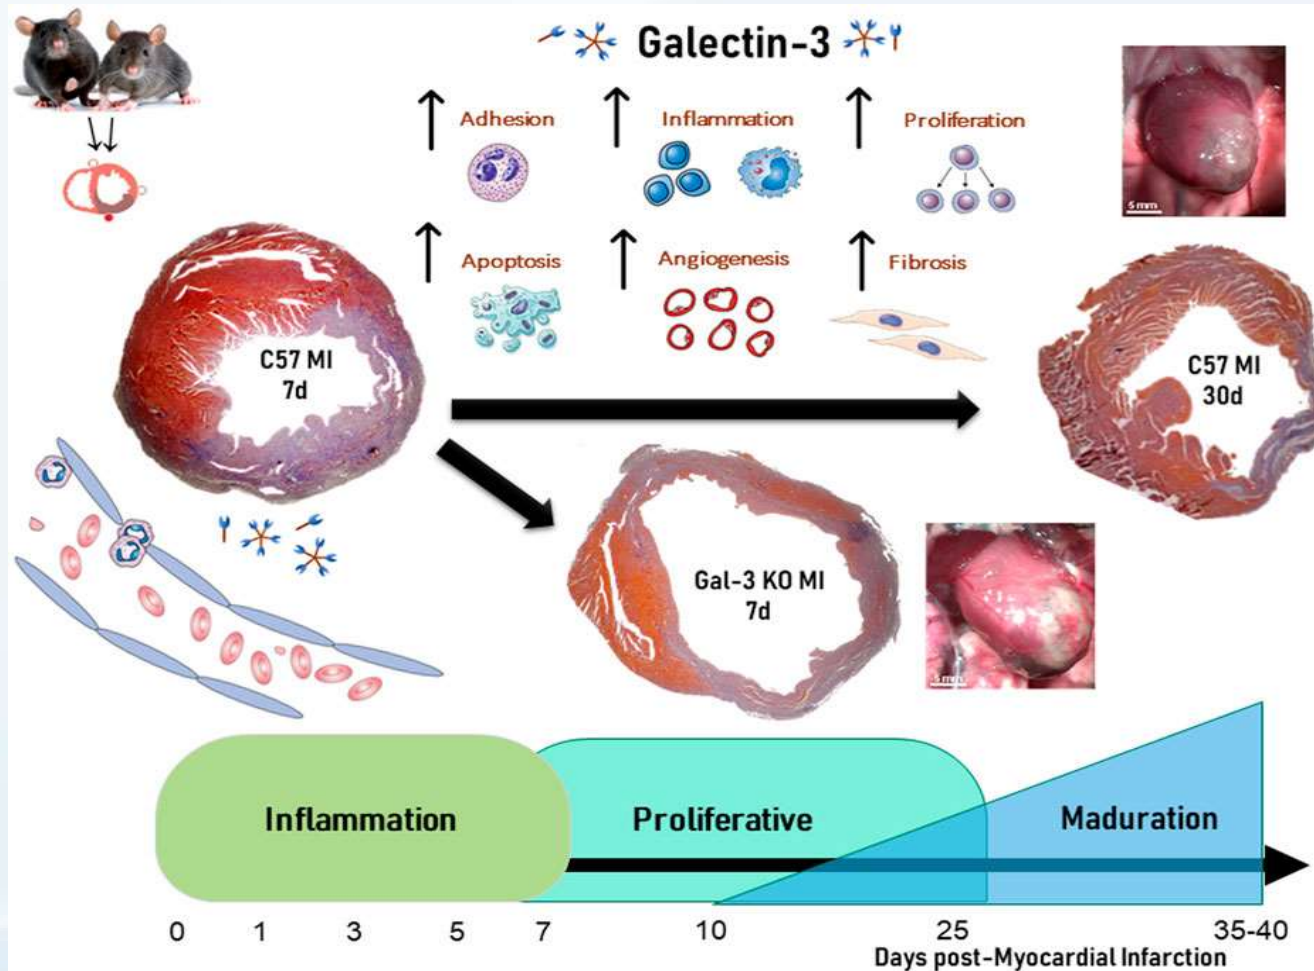 Galectin-3
Adhesion
Inflammation
Proliferation
5 mm
Apoptosis
Angiogenesis
Fibrosis
C57 MI
7d
C57 MI
30d
Gal-3 KO MI
7d
5 mm
Inflammation
Proliferative
Maduration
0 1 3 5 7 10 25 35-40
Days post-Myocardial Infarction